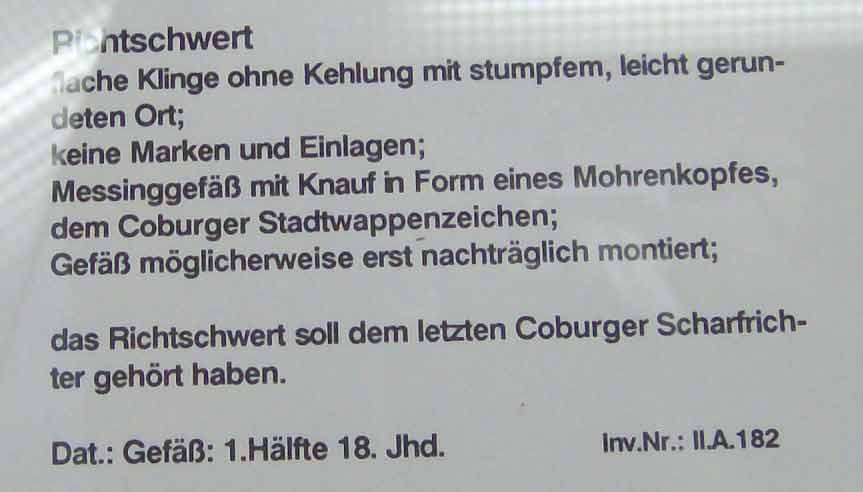 Richtschwert
flache Klinge ohne Kehlung mit stumpfem, leicht gerun-
deten Ort;
keine Marken und Einlagen;
Messinggefäß mit Knauf in Form eines Mohrenkopfes,
dem Coburger Stadtwappenzeichen;
Gefäß möglicherweise erst nachträglich montiert;
das Richtschwert soll dem letzten Coburger Scharfrich-
ter gehört haben.
Dat.: Gefäß: 1.Hälfte 18. Jhd. Inv.Nr.: II.A.182